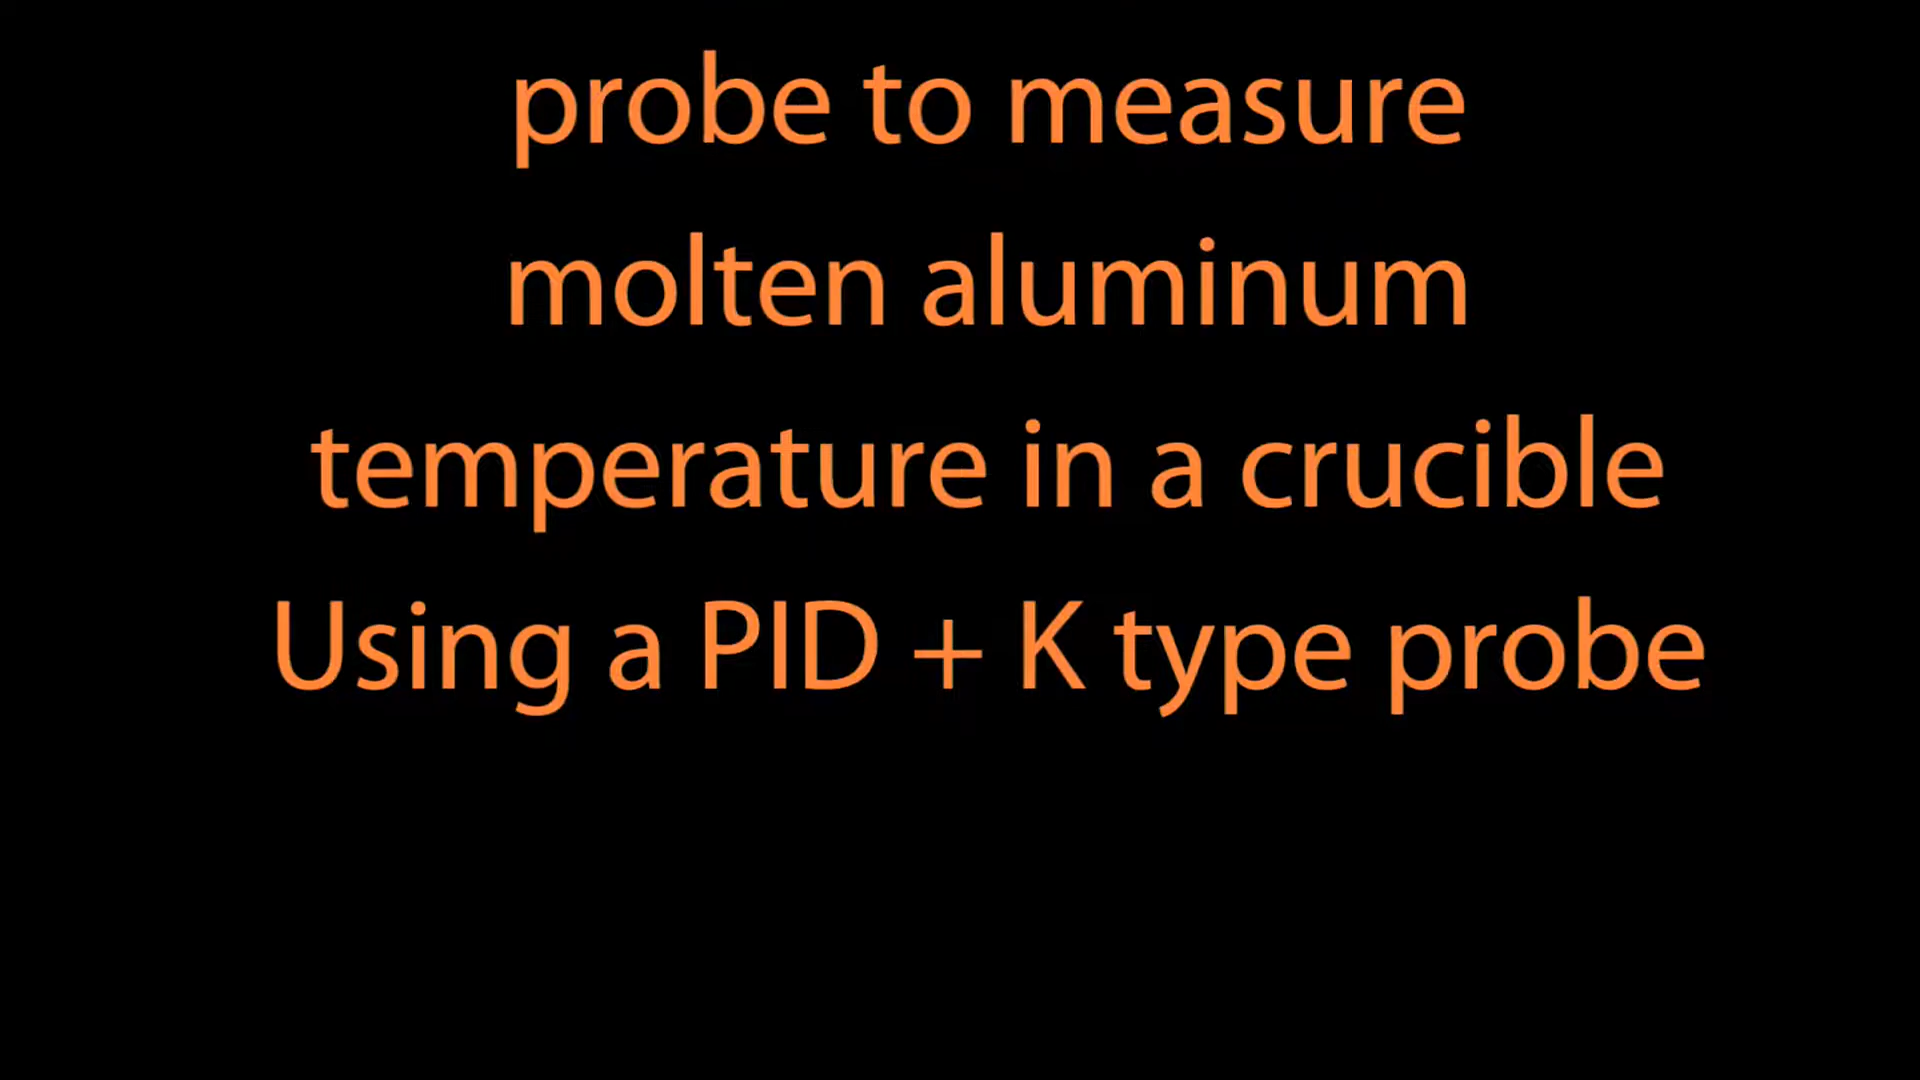 probe to measure
molten aluminum
temperature in a crucible
Using a PID + K type probe